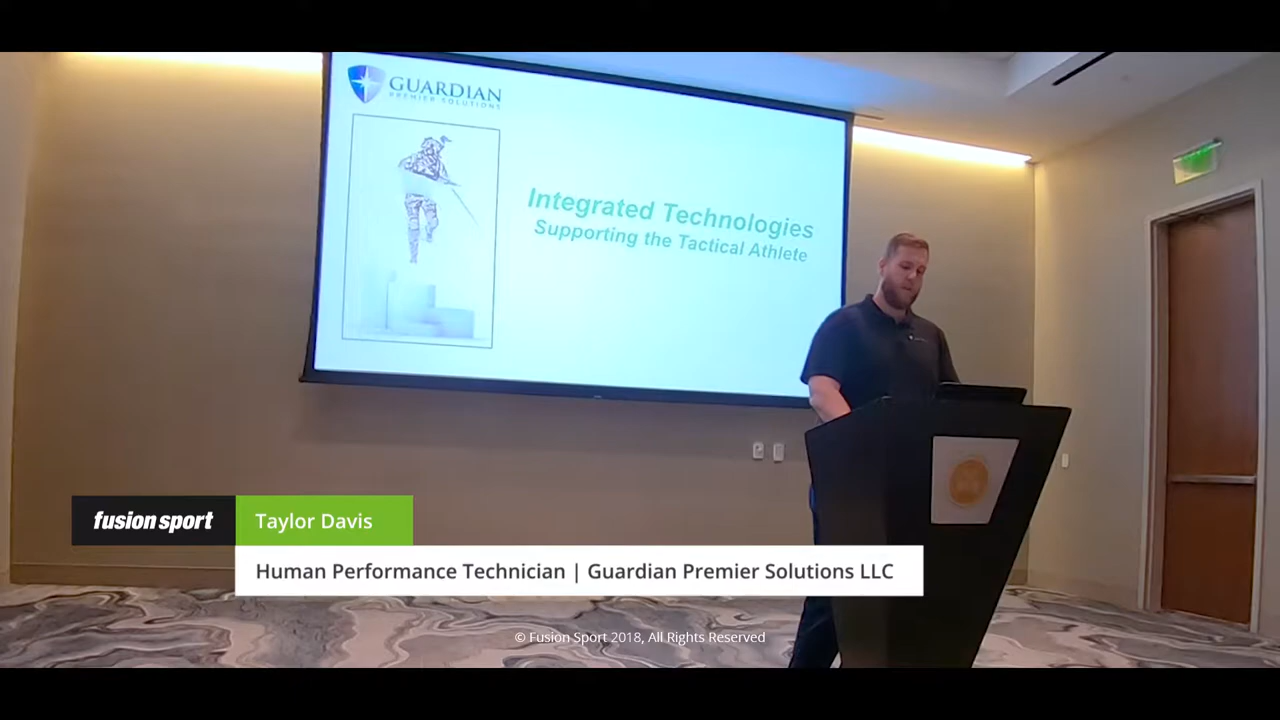 GUARDIAN
PREMIER SOLUTIONS
Integrated Technologies
Supporting the Tactical Athlete
fusion sport
Taylor Davis
Human Performance Technician | Guardian Premier Solutions LLC
© Fusion Sport 2018, All Rights Reserved